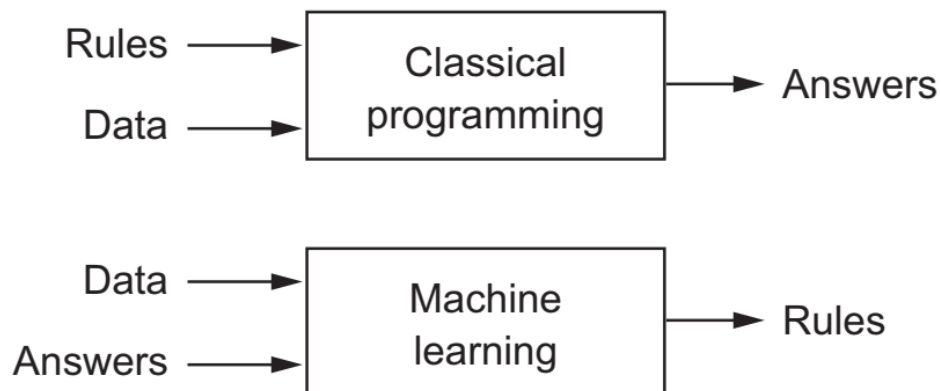 Rules
Data
Classical
programming
Answers
Data
Answers
Machine
learning
Rules